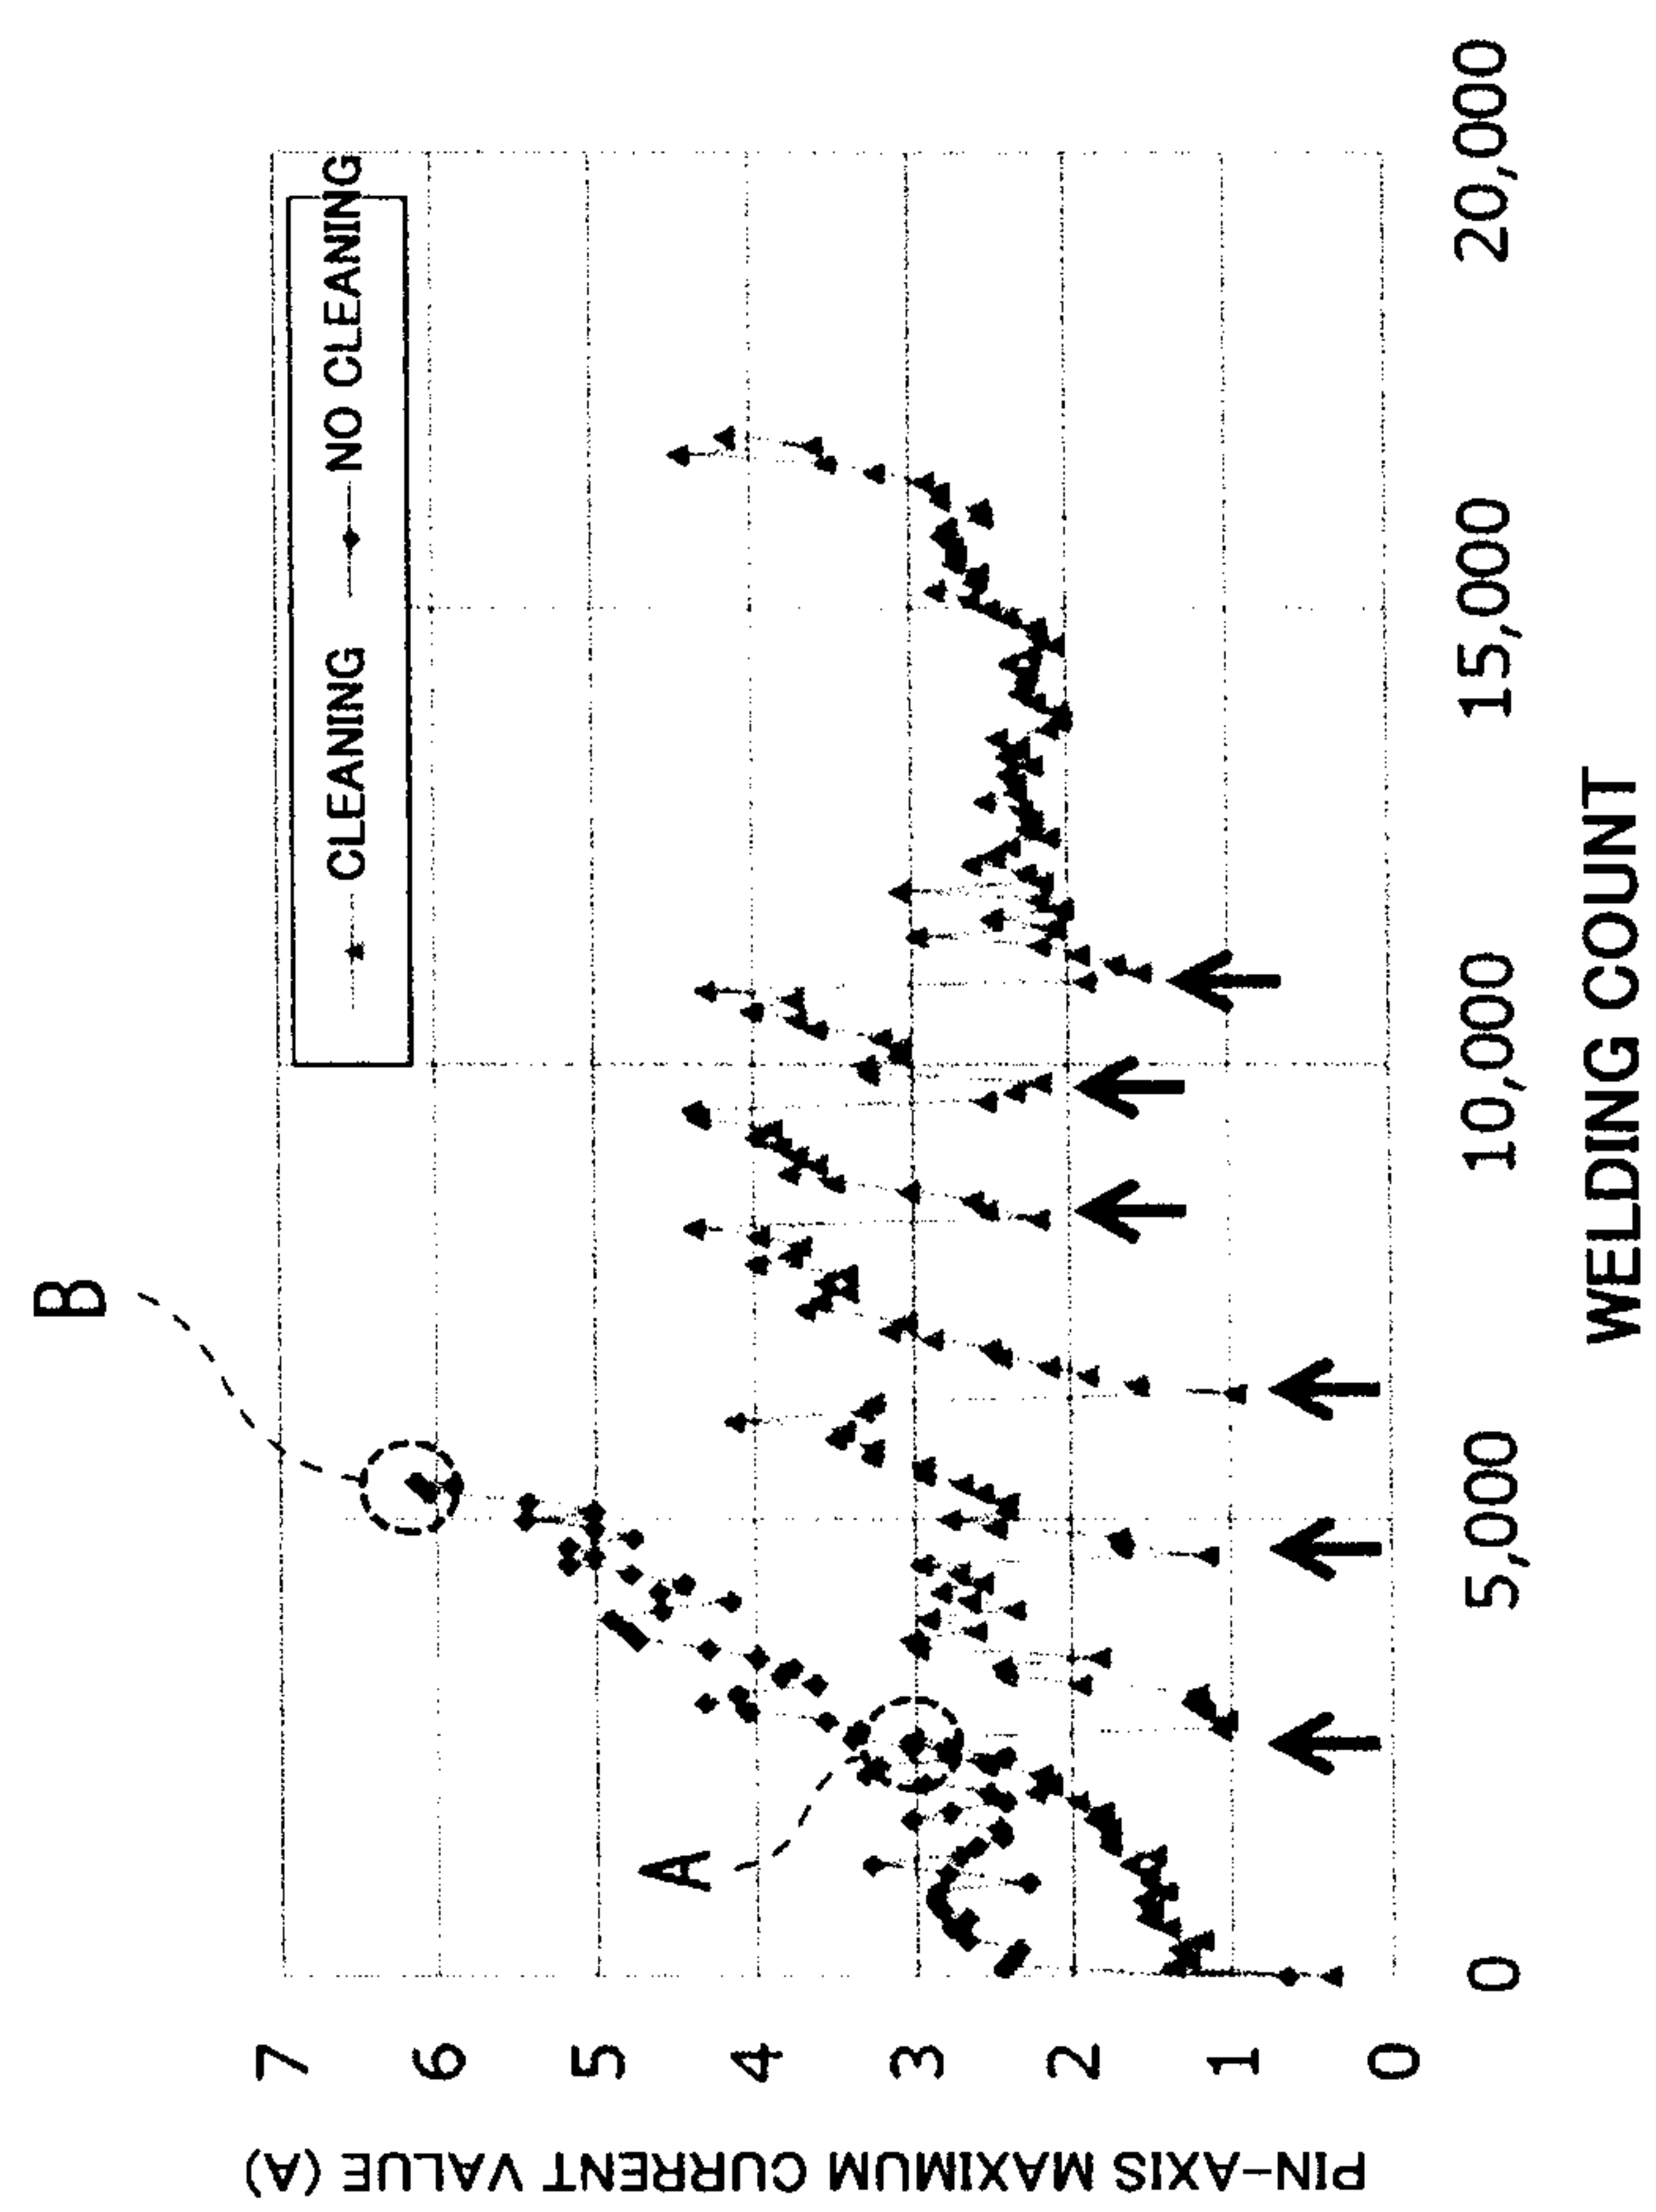 B
A
CLEANING NO CLEANING
7
6
5
4
3
2
1
0
0 5,000 10,000 15,000 20,000
PIN-AXIS MAXIMUM CURRENT VALUE (A)
WELDING COUNT